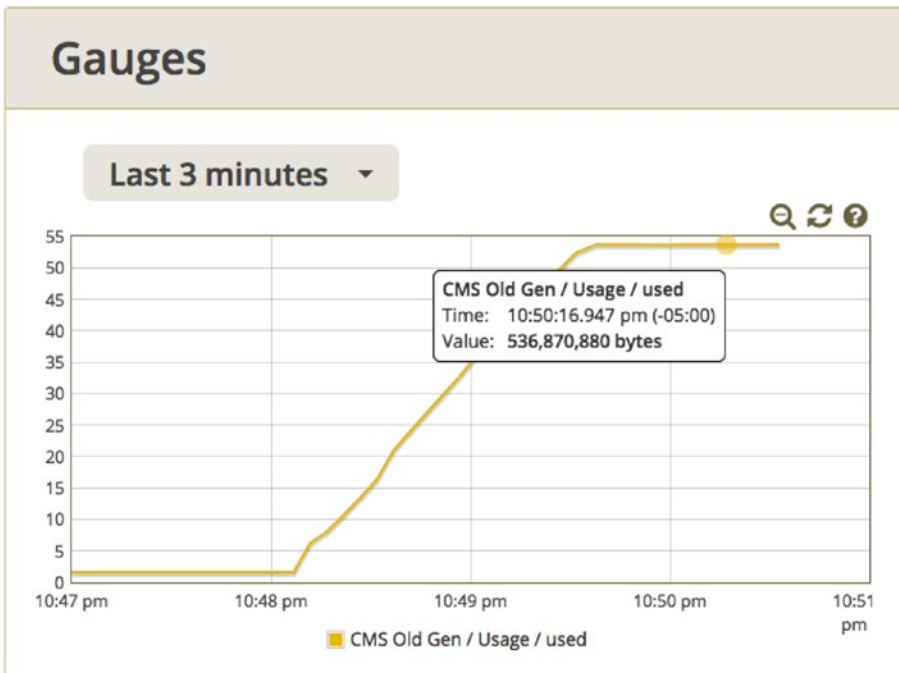 Gauges
Last 3 minutes
55
50
45
40
35
30
25
20
15
10
5
0
CMS Old Gen / Usage / used
Time: 10:50:16.947 pm (-05:00)
Value: 536,870,880 bytes
10:47 pm 10:48 pm 10:49 pm 10:50 pm 10:51
pm
CMS Old Gen / Usage / used